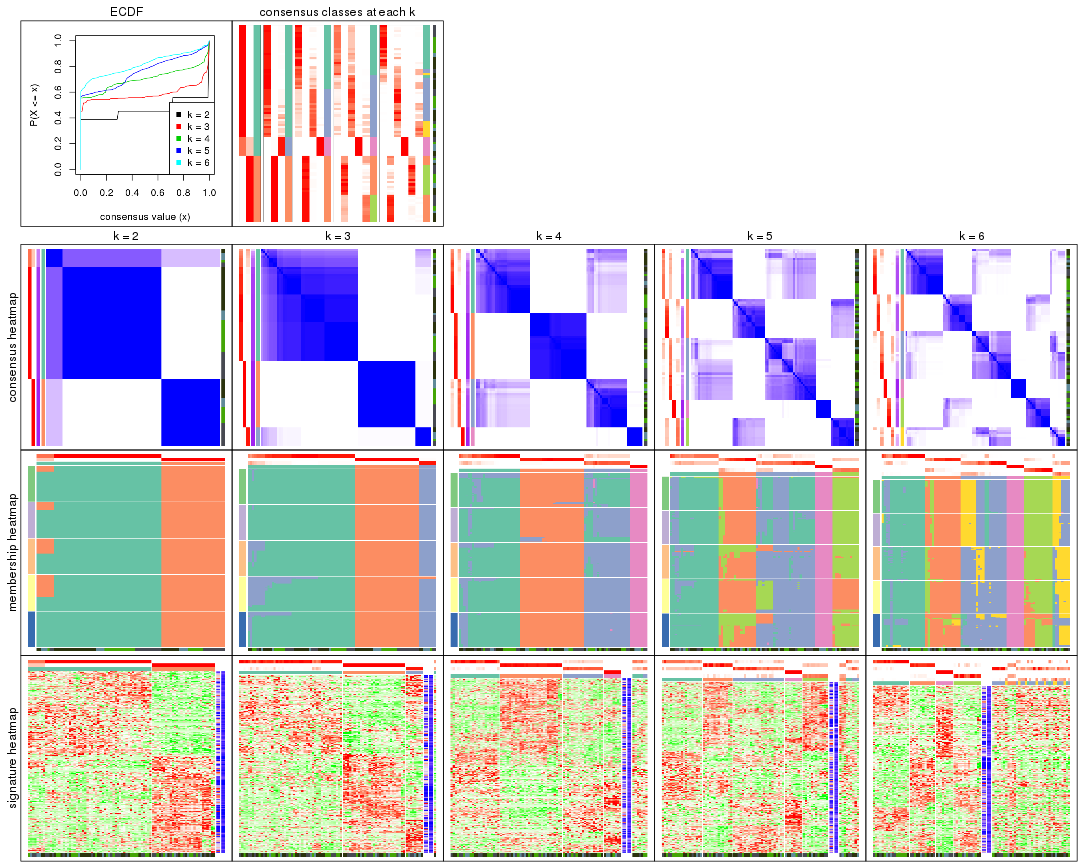 ECDF
consensus classes at each k
P(X <= x)
0.0
0.2
0.4
0.6
0.8
1.0
k = 2
k = 3
k = 4
k = 5
k = 6
0.0 0.2 0.4 0.6 0.8 1.0
consensus value (x)
k = 2
k = 3
k = 4
k = 5
k = 6
consensus heatmap
membership heatmap
signature heatmap